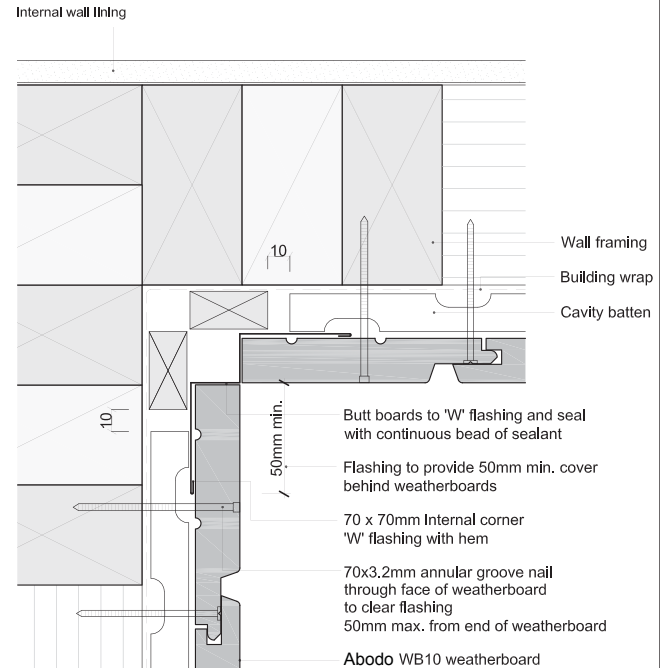 Internal wall lining
10
Wall framing
Building wrap
Cavity batten
10
50mm min.
Butt boards to 'W' flashing and seal
with continuous bead of sealant
Flashing to provide 50mm min. cover
behind weatherboards
70 x 70mm Internal corner
'W' flashing with hem
70x3.2mm annular groove nail
through face of weatherboard
to clear flashing
50mm max. from end of weatherboard
Abodo WB10 weatherboard